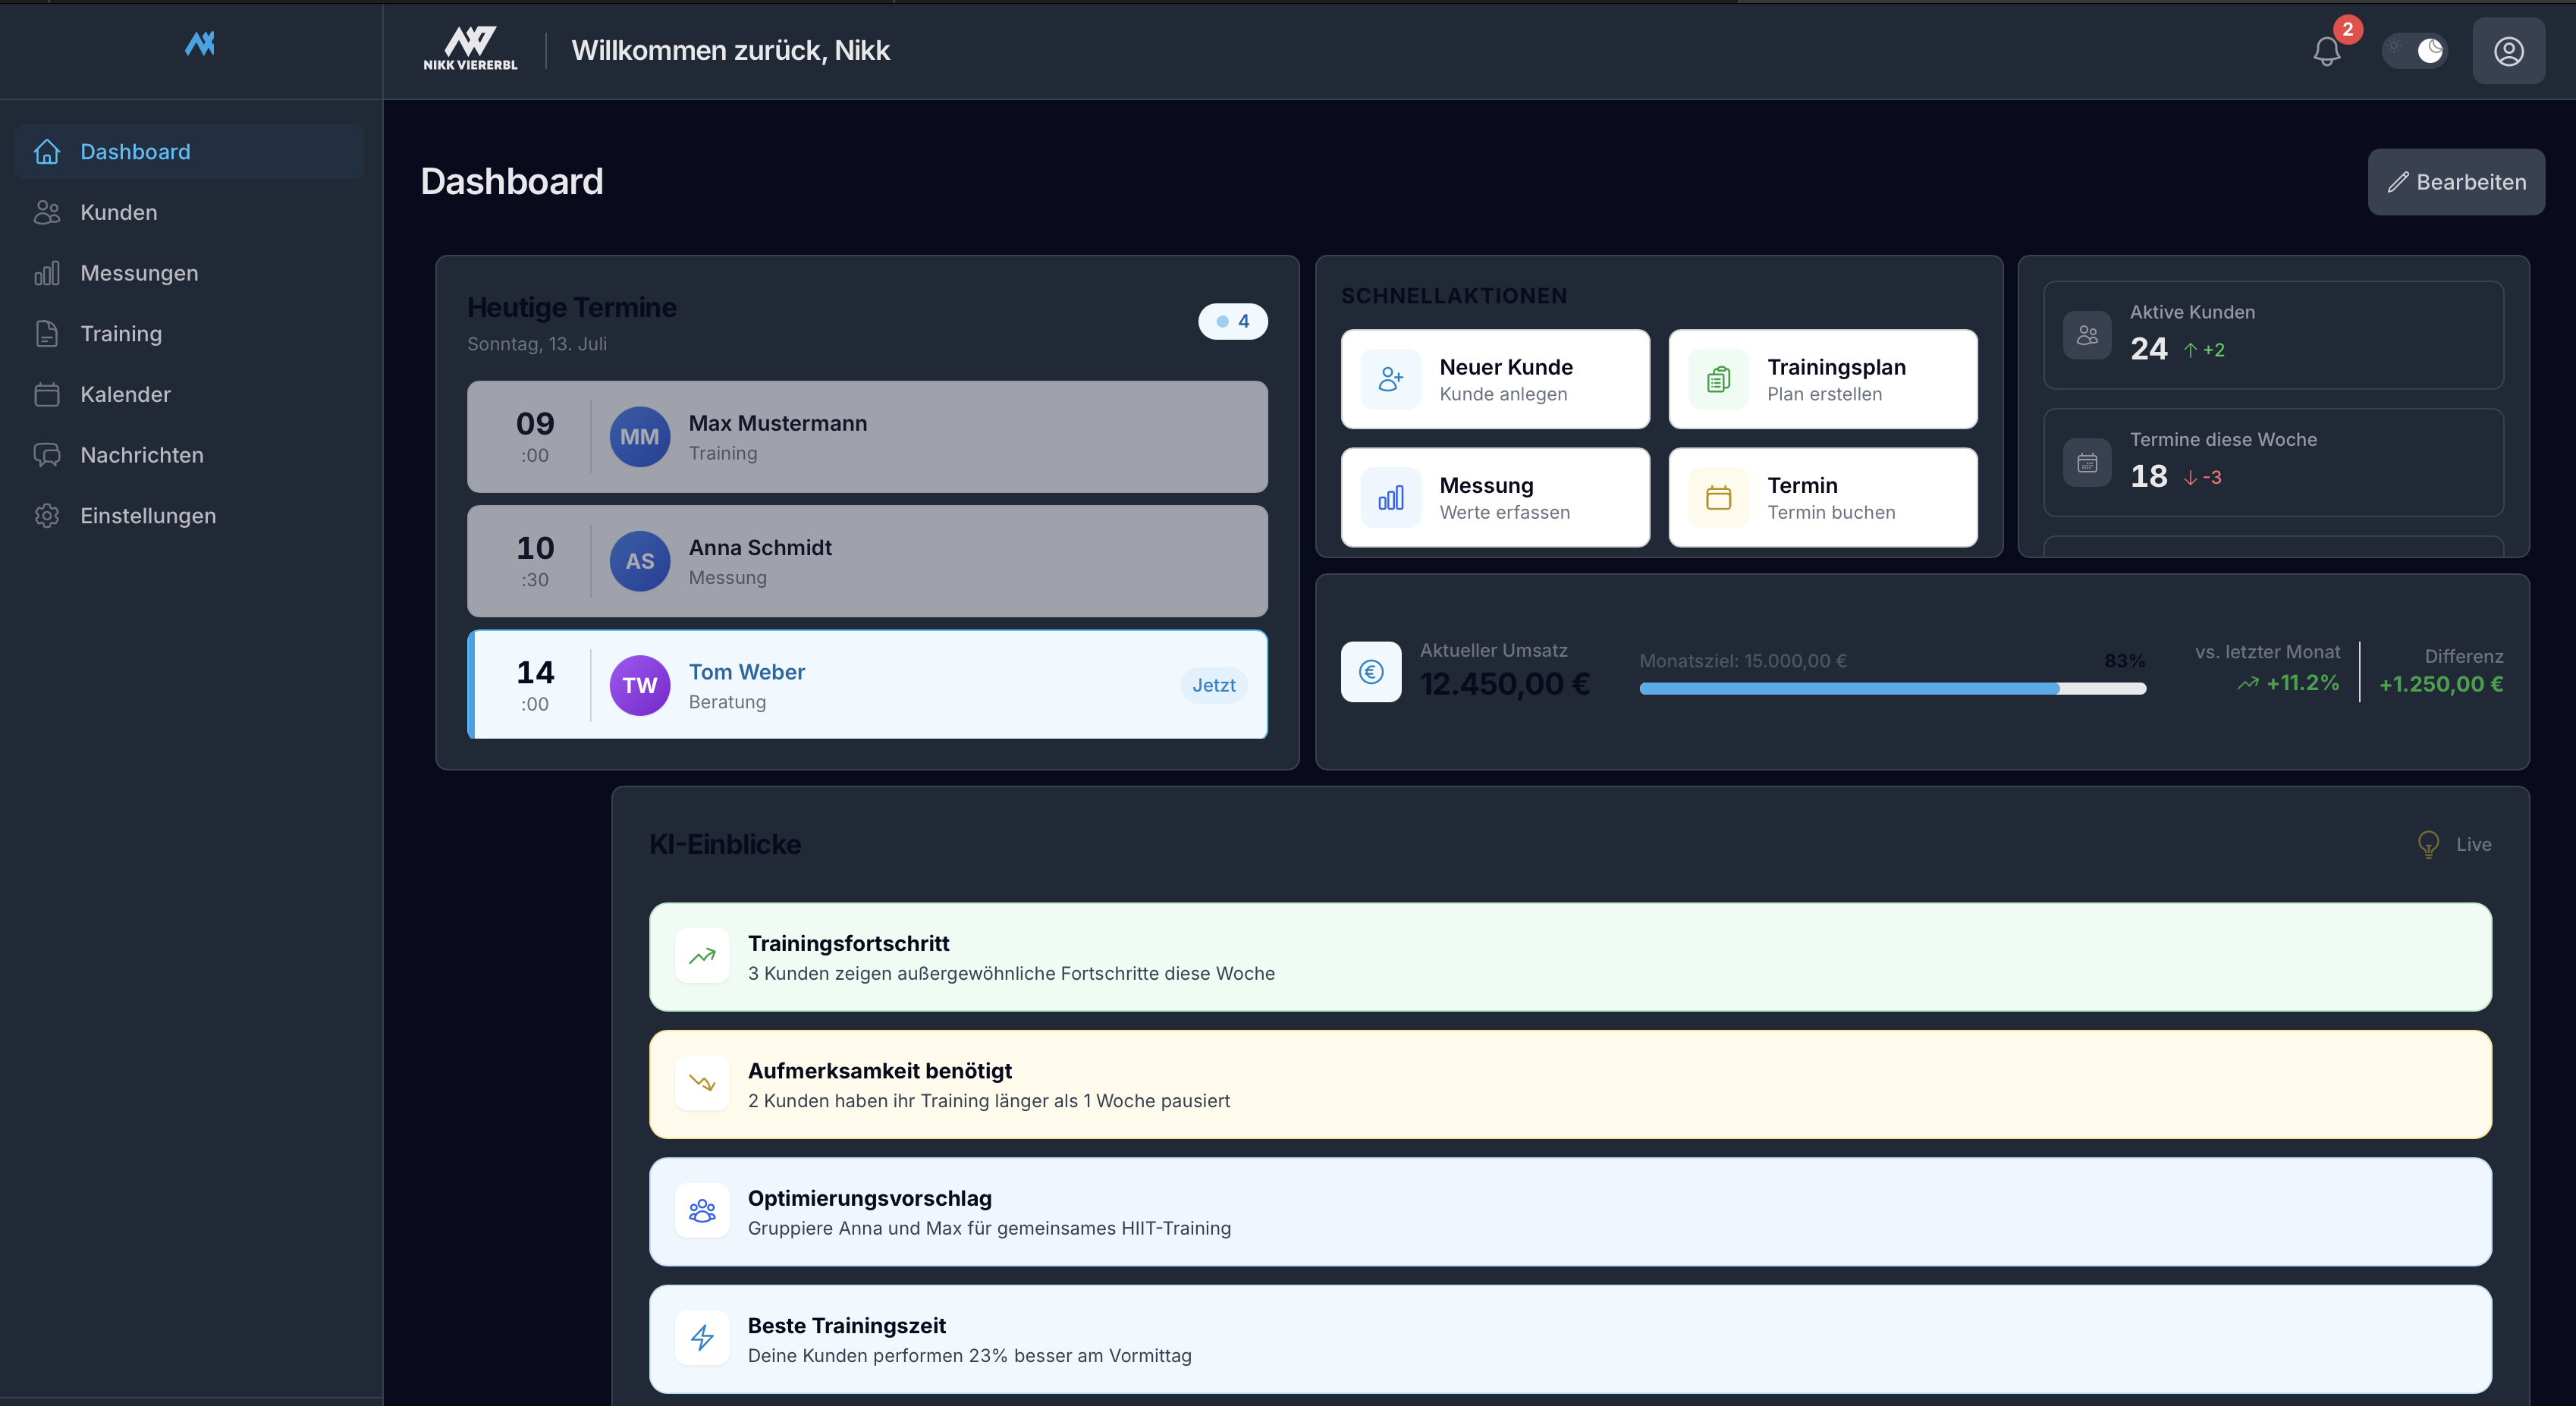 NIKK VIERERBL
Willkommen zurück, Nikk
2
Dashboard
Kunden
Messungen
Training
Kalender
Nachrichten
Einstellungen
Dashboard
Bearbeiten
Heutige Termine
Sonntag, 13. Juli
4
09
:00
MM
Max Mustermann
Training
10
:30
AS
Anna Schmidt
Messung
14
:00
TW
Tom Weber
Beratung
Jetzt
SCHNELLAKTIONEN
Neuer Kunde
Kunde anlegen
Trainingsplan
Plan erstellen
Messung
Werte erfassen
Termin
Termin buchen
Aktive Kunden
24 +2
Termine diese Woche
18 -3
Aktueller Umsatz
12.450,00 €
Monatsziel: 15.000,00 €
83%
vs. letzter Monat
+11.2%
Differenz
+1.250,00 €
KI-Einblicke
Live
Trainingsfortschritt
3 Kunden zeigen außergewöhnliche Fortschritte diese Woche
Aufmerksamkeit benötigt
2 Kunden haben ihr Training länger als 1 Woche pausiert
Optimierungsvorschlag
Gruppiere Anna und Max für gemeinsames HIIT-Training
Beste Trainingszeit
Deine Kunden performen 23% besser am Vormittag